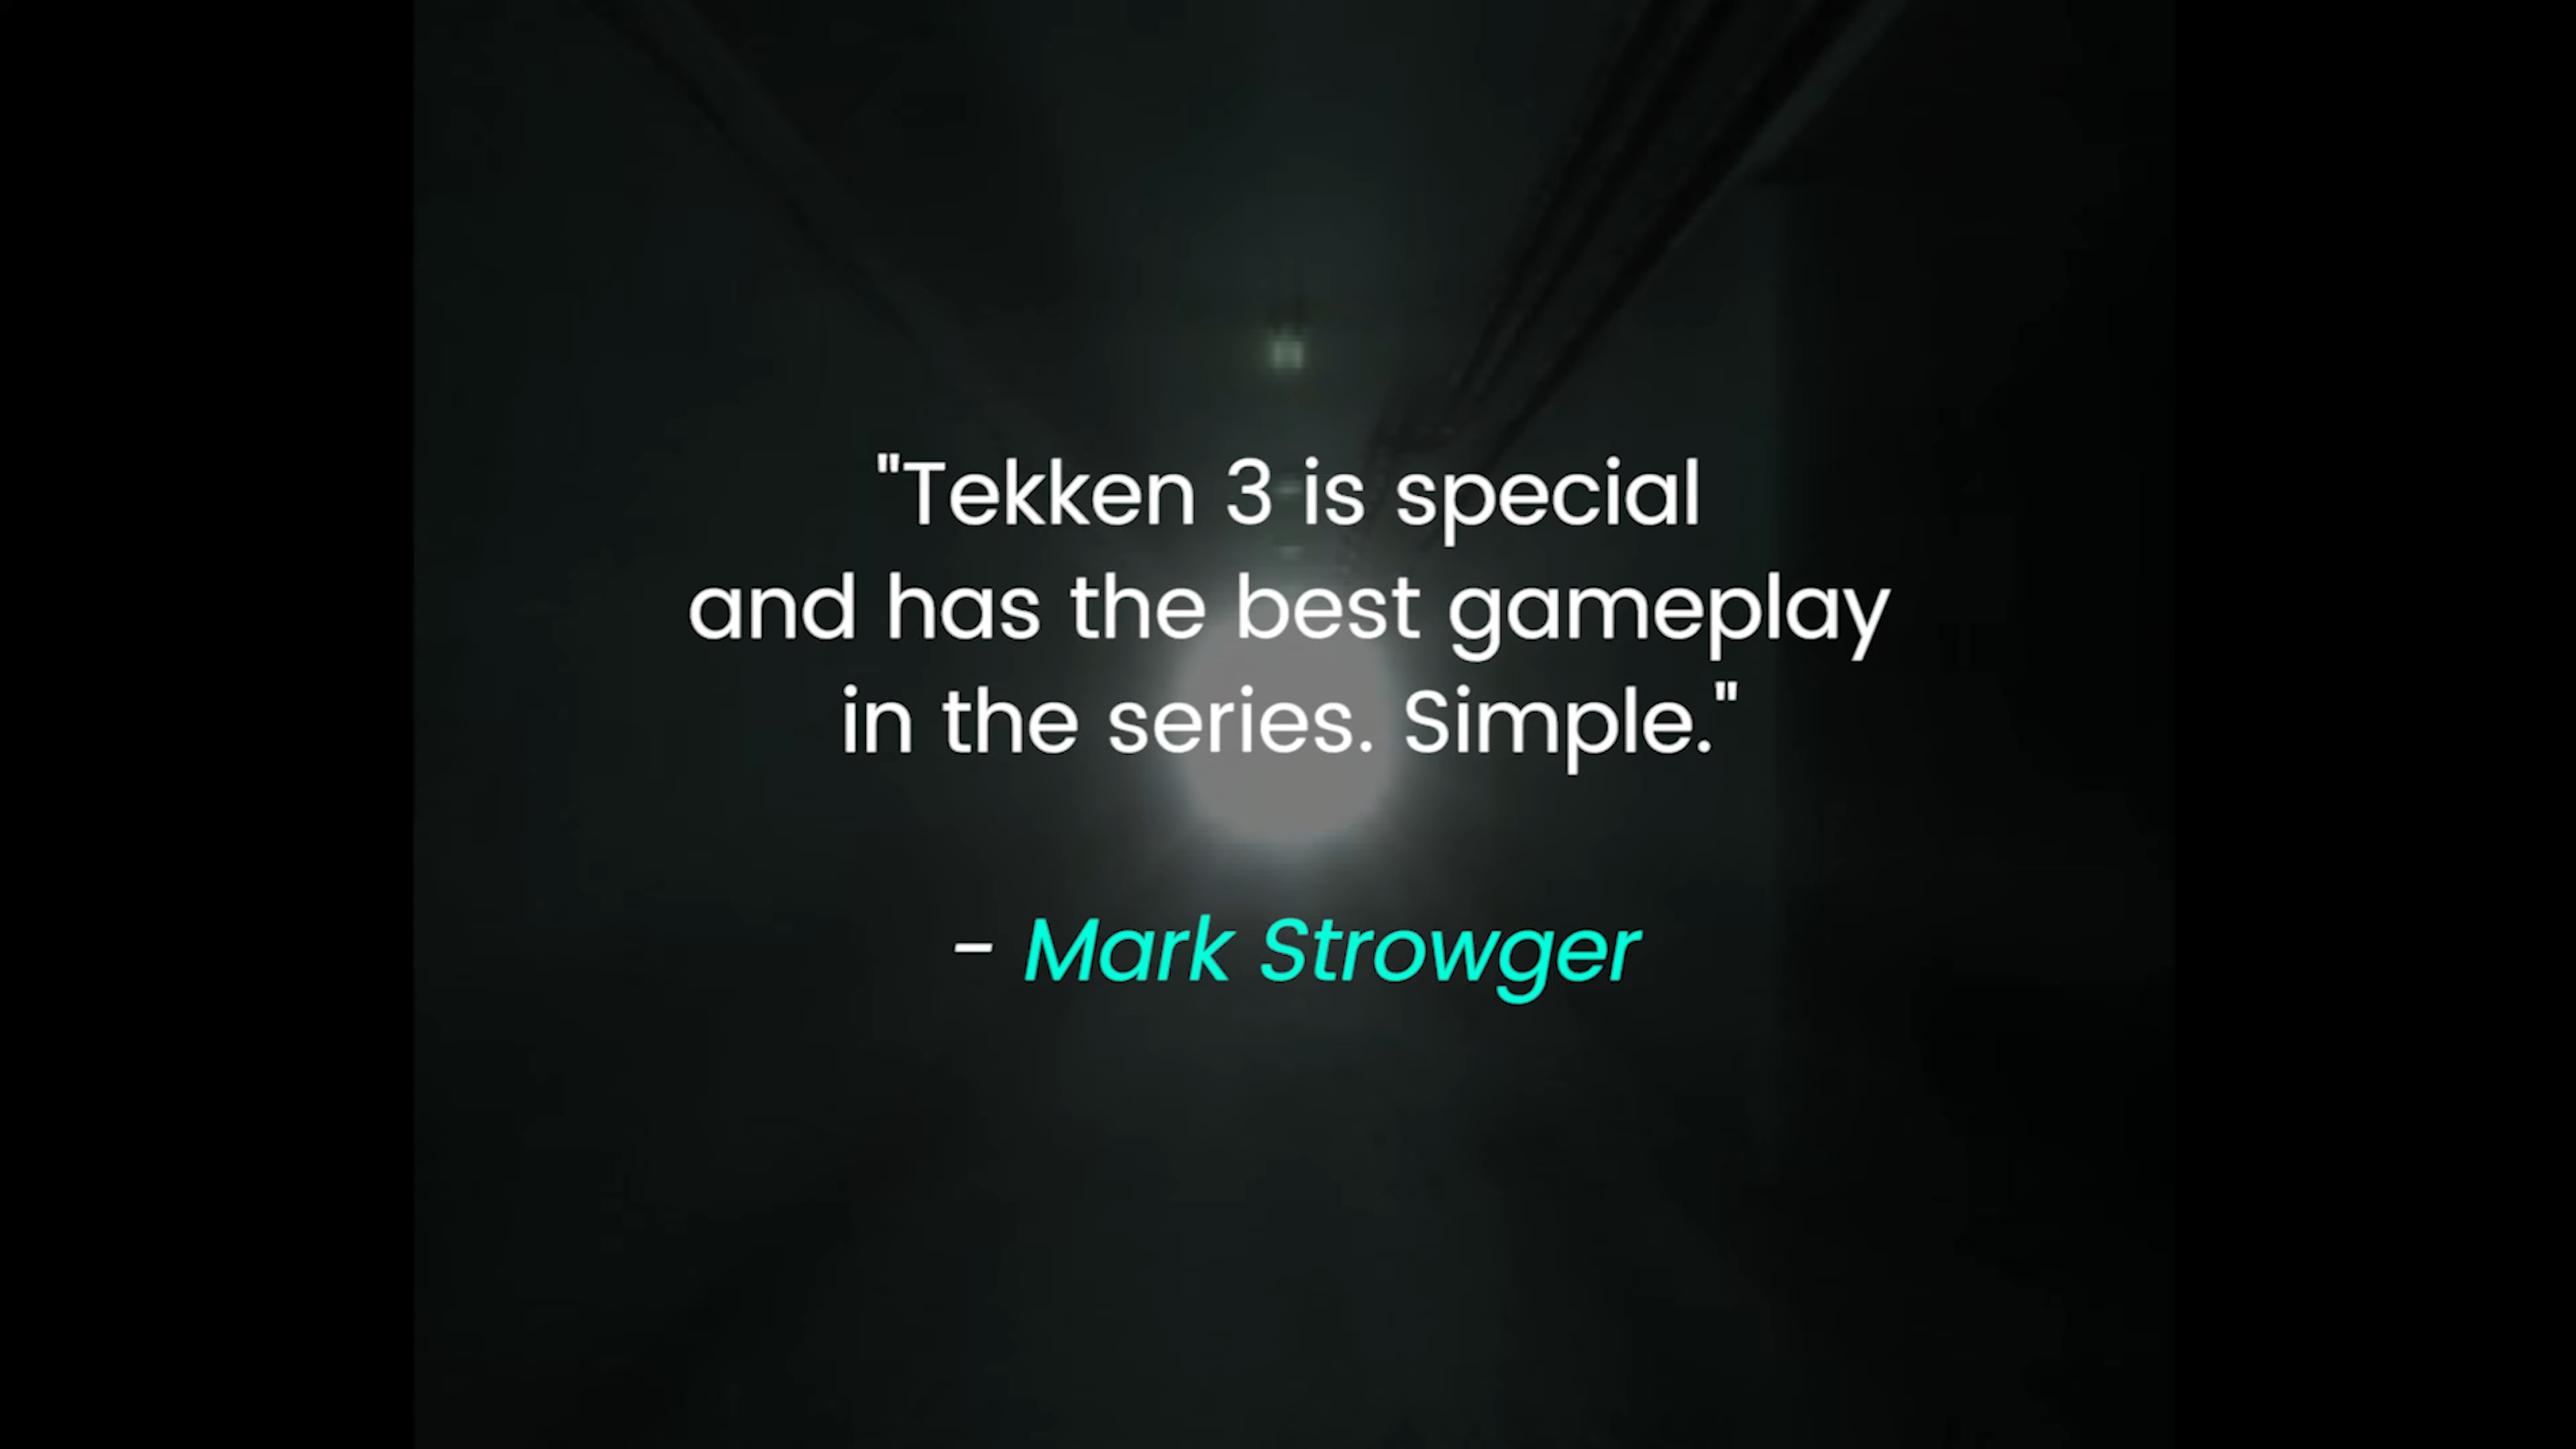 "Tekken 3 is special
and has the best gameplay
in the series. Simple."
- Mark Strowger